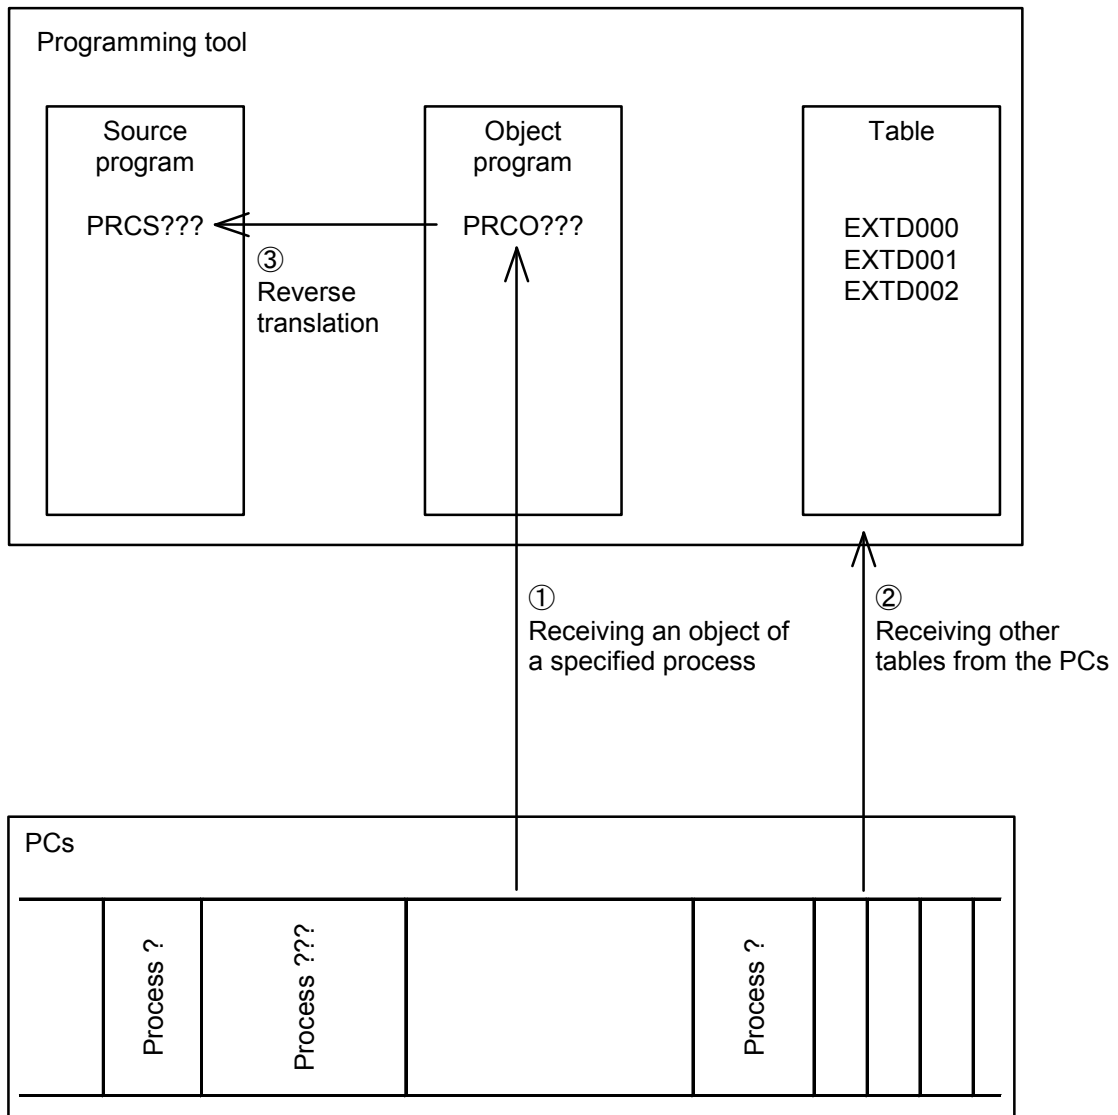 Programming tool
Source
program
PRCS???
Object
program
PRCO???
Table
EXTD000
EXTD001
EXTD002
③
Reverse
translation
①
Receiving an object of
a specified process
②
Receiving other
tables from the PCs
PCs
Process ?
Process ???
Process ?